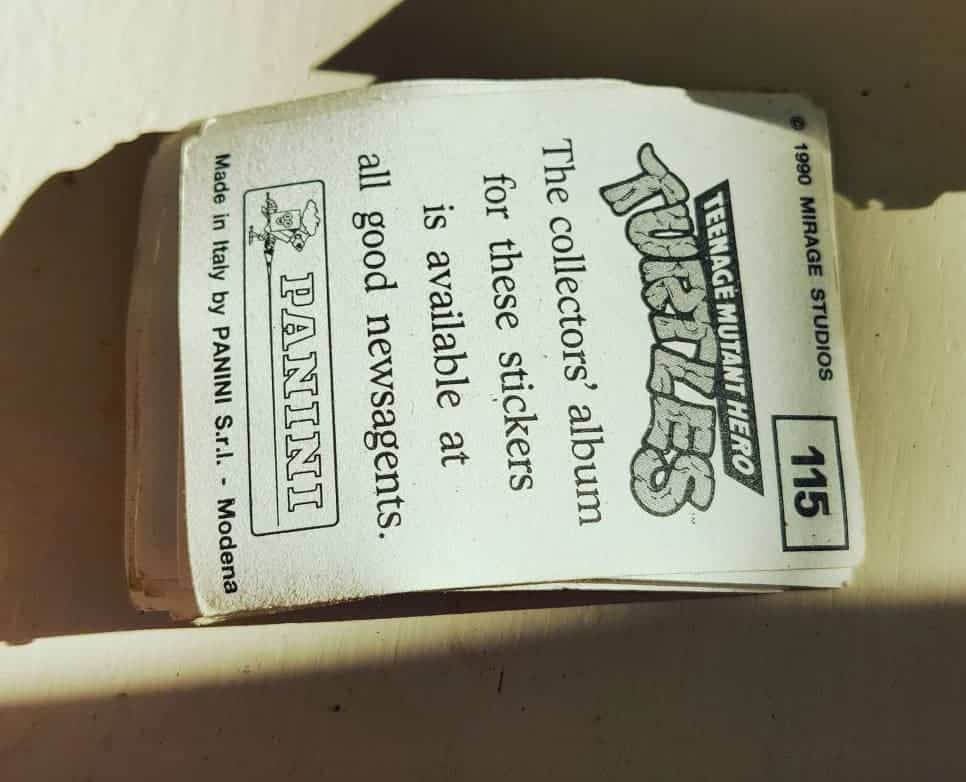 © 1990 MIRAGE STUDIOS
115
TEENAGE MUTANT HERO
TURTLES™
The collectors' album
for these stickers
is available at
all good newsagents.
PANINI
Made in Italy by PANINI S.r.l. - Modena